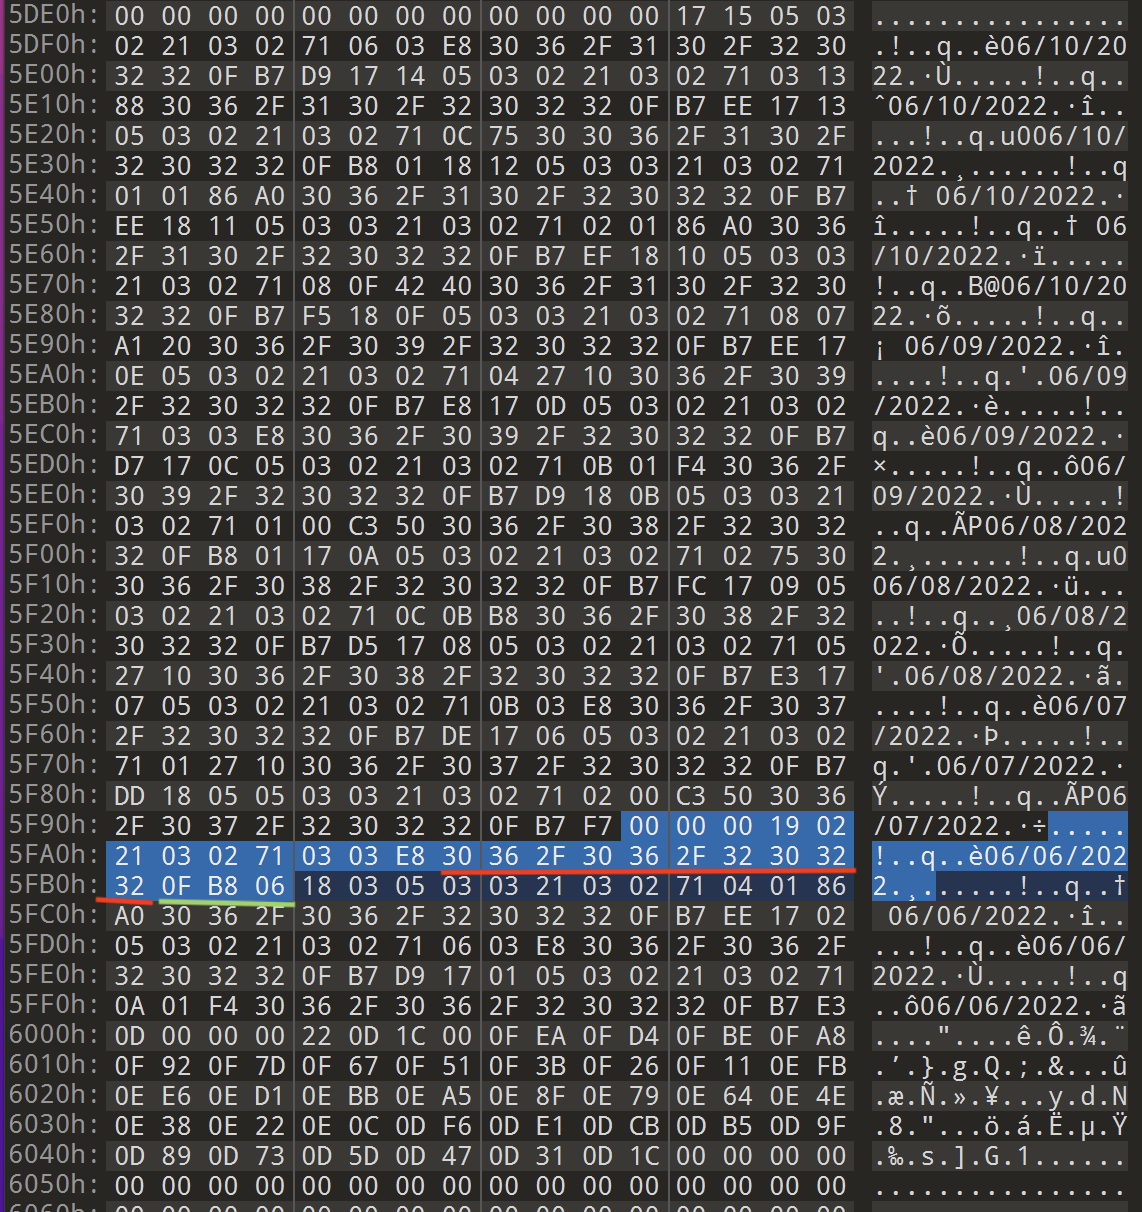 5DE0h: 00 00 00 00 00 00 00 00 00 00 00 00 17 15 05 03 ................
5DF0h: 02 21 03 02 71 06 03 E8 30 36 2F 31 30 2F 32 30 .!..q..è06/10/20
5E00h: 32 32 0F B7 D9 17 14 05 03 02 21 03 02 71 03 13 22.·Ù.....!..q..
5E10h: 88 30 36 2F 31 30 2F 32 30 32 32 0F B7 EE 17 13 ˆ06/10/2022.·î..
5E20h: 05 03 02 21 03 02 71 0C 75 30 30 36 2F 31 30 2F ...!..q.u006/10/
5E30h: 32 30 32 32 0F B8 01 18 12 05 03 03 21 03 02 71 2022.¸......!..q
5E40h: 01 01 86 A0 30 36 2F 31 30 2F 32 30 32 32 0F B7 ..† 06/10/2022.·
5E50h: EE 18 11 05 03 03 21 03 02 71 02 01 86 A0 30 36 î.....!..q..† 06
5E60h: 2F 31 30 2F 32 30 32 32 0F B7 EF 18 10 05 03 03 /10/2022.·ï.....
5E70h: 21 03 02 71 08 0F 42 40 30 36 2F 31 30 2F 32 30 !..q..B@06/10/20
5E80h: 32 32 0F B7 F5 18 0F 05 03 03 21 03 02 71 08 07 22.·õ.....!..q..
5E90h: A1 20 30 36 2F 30 39 2F 32 30 32 32 0F B7 EE 17 ¡ 06/09/2022.·î.
5EA0h: 0E 05 03 02 21 03 02 71 04 27 10 30 36 2F 30 39 ....!..q.'.06/09
5EB0h: 2F 32 30 32 32 0F B7 E8 17 0D 05 03 02 21 03 02 /2022.·è.....!..
5EC0h: 71 03 03 E8 30 36 2F 30 39 2F 32 30 32 32 0F B7 q..è06/09/2022.·
5ED0h: D7 17 0C 05 03 02 21 03 02 71 0B 01 F4 30 36 2F ×.....!..q..ô06/
5EE0h: 30 39 2F 32 30 32 32 0F B7 D9 18 0B 05 03 03 21 09/2022.·Ù.....!
5EF0h: 03 02 71 01 00 C3 50 30 36 2F 30 38 2F 32 30 32 ..q..ÃP06/08/202
5F00h: 32 0F B8 01 17 0A 05 03 02 21 03 02 71 02 75 30 2.¸......!..q.u0
5F10h: 30 36 2F 30 38 2F 32 30 32 32 0F B7 FC 17 09 05 06/08/2022.·ü...
5F20h: 03 02 21 03 02 71 0C 0B B8 30 36 2F 30 38 2F 32 ..!..q..¸06/08/2
5F30h: 30 32 32 0F B7 D5 17 08 05 03 02 21 03 02 71 05 022.·Õ.....!..q.
5F40h: 27 10 30 36 2F 30 38 2F 32 30 32 32 0F B7 E3 17 '.06/08/2022.·ã.
5F50h: 07 05 03 02 21 03 02 71 0B 03 E8 30 36 2F 30 37 ....!..q..è06/07
5F60h: 2F 32 30 32 32 0F B7 DE 17 06 05 03 02 21 03 02 /2022.·Þ.....!..
5F70h: 71 01 27 10 30 36 2F 30 37 2F 32 30 32 32 0F B7 q.'.06/07/2022.·
5F80h: DD 18 05 05 03 03 21 03 02 71 02 00 C3 50 30 36 Ý.....!..q..ÃP06
5F90h: 2F 30 37 2F 32 30 32 32 0F B7 F7 00 00 00 19 02 /07/2022.·÷.....
5FA0h: 21 03 02 71 03 03 E8 30 36 2F 30 36 2F 32 30 32 !..q..è06/06/202
5FB0h: 32 0F B8 06 18 03 05 03 03 21 03 02 71 04 01 86 2.¸......!..q..†
5FC0h: A0 30 36 2F 30 36 2F 32 30 32 32 0F B7 EE 17 02  06/06/2022.·î..
5FD0h: 05 03 02 21 03 02 71 06 03 E8 30 36 2F 30 36 2F ...!..q..è06/06/
5FE0h: 32 30 32 32 0F B7 D9 17 01 05 03 02 21 03 02 71 2022.·Ù.....!..q
5FF0h: 0A 01 F4 30 36 2F 30 36 2F 32 30 32 32 0F B7 E3 ..ô06/06/2022.·ã
6000h: 0D 00 00 00 22 0D 1C 00 0F EA 0F D4 0F BE 0F A8 ...."....ê.Ô.¾.¨
6010h: 0F 92 0F 7D 0F 67 0F 51 0F 3B 0F 26 0F 11 0E FB .’.}.g.Q.;.&...û
6020h: 0E E6 0E D1 0E BB 0E A5 0E 8F 0E 79 0E 64 0E 4E .æ.Ñ.».¥...y.d.N
6030h: 0E 38 0E 22 0E 0C 0D F6 0D E1 0D CB 0D B5 0D 9F .8."...ö.á.Ë.µ.Ÿ
6040h: 0D 89 0D 73 0D 5D 0D 47 0D 31 0D 1C 00 00 00 00 .‰.s.].G.1......
6050h: 00 00 00 00 00 00 00 00 00 00 00 00 00 00 00 00 ................